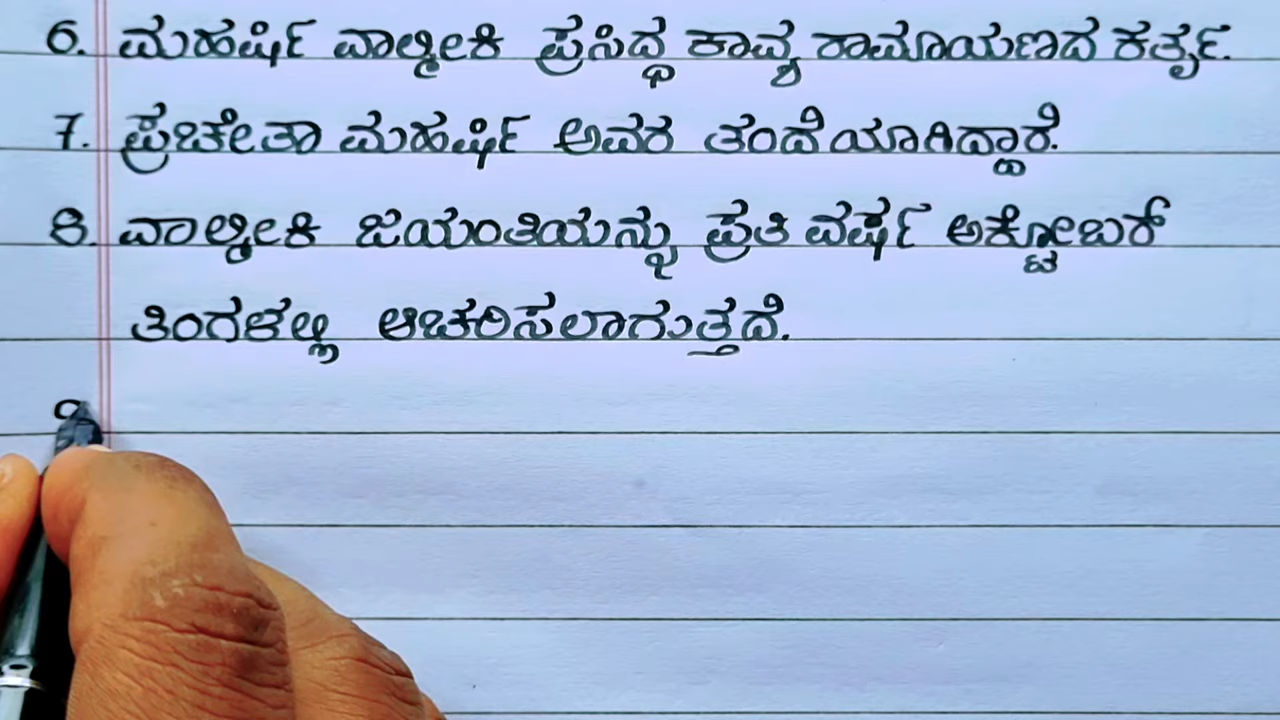 6. ಮಹರ್ಷಿ ವಾಲ್ಮೀಕಿ ಪ್ರಸಿದ್ಧ ಕಾವ್ಯ ರಾಮಾಯಣದ ಕರ್ತೃ.
7. ಪ್ರಚೇತಾ ಮಹರ್ಷಿ ಅವರ ತಂದೆಯಾಗಿದ್ದಾರೆ.
8. ವಾಲ್ಮೀಕಿ ಜಯಂತಿಯನ್ನು ಪ್ರತಿ ವರ್ಷ ಅಕ್ಟೋಬರ್
ತಿಂಗಳಲ್ಲಿ ಆಚರಿಸಲಾಗುತ್ತದೆ.